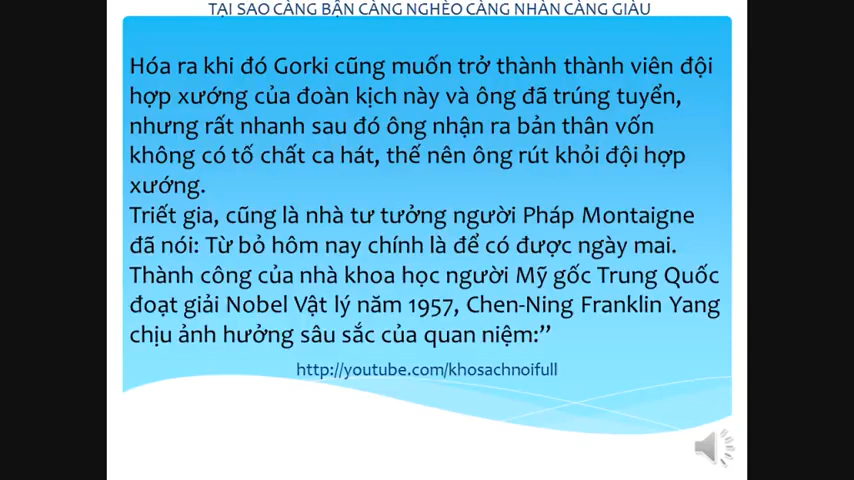 TẠI SAO CÀNG BẬN CÀNG NGHÈO CÀNG NHÀN CÀNG GIÀU
Hóa ra khi đó Gorki cũng muốn trở thành thành viên đội
hợp xướng của đoàn kịch này và ông đã trúng tuyển,
nhưng rất nhanh sau đó ông nhận ra bản thân vốn
không có tố chất ca hát, thế nên ông rút khỏi đội hợp
xướng.
Triết gia, cũng là nhà tư tưởng người Pháp Montaigne
đã nói: Từ bỏ hôm nay chính là để có được ngày mai.
Thành công của nhà khoa học người Mỹ gốc Trung Quốc
đoạt giải Nobel Vật lý năm 1957, Chen-Ning Franklin Yang
chịu ảnh hưởng sâu sắc của quan niệm:”
http://youtube.com/khosachnoifull